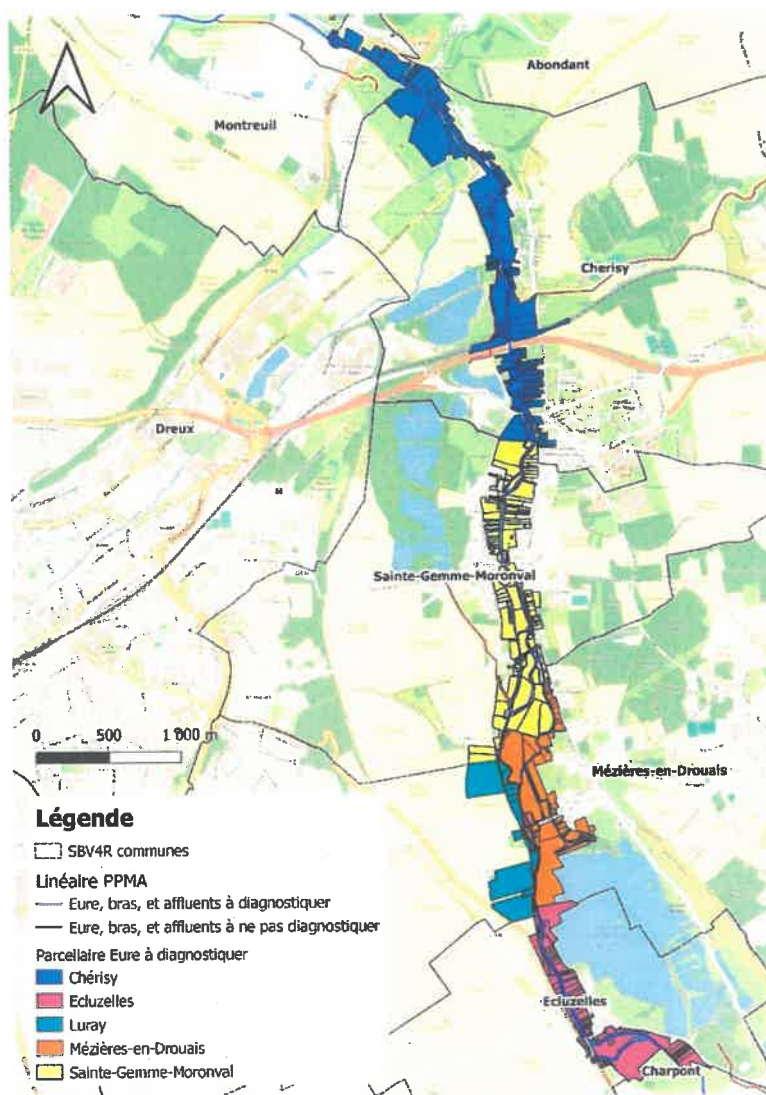 Abondant
Montreuil
Cherisy
Dreux
Sainte-Gemme-Moronval
0 500 1 000 m
Mézières-en-Drouais
Légende
SBV4R communes
Linéaire PPMA
Eure, bras, et affluents à diagnostiquer
Eure, bras, et affluents à ne pas diagnostiquer
Parcellaire Eure à diagnostiquer
Chérisy
Ecluzelles
Luray
Mézières-en-Drouais
Sainte-Gemme-Moronval
Ecluzelles
Charpont